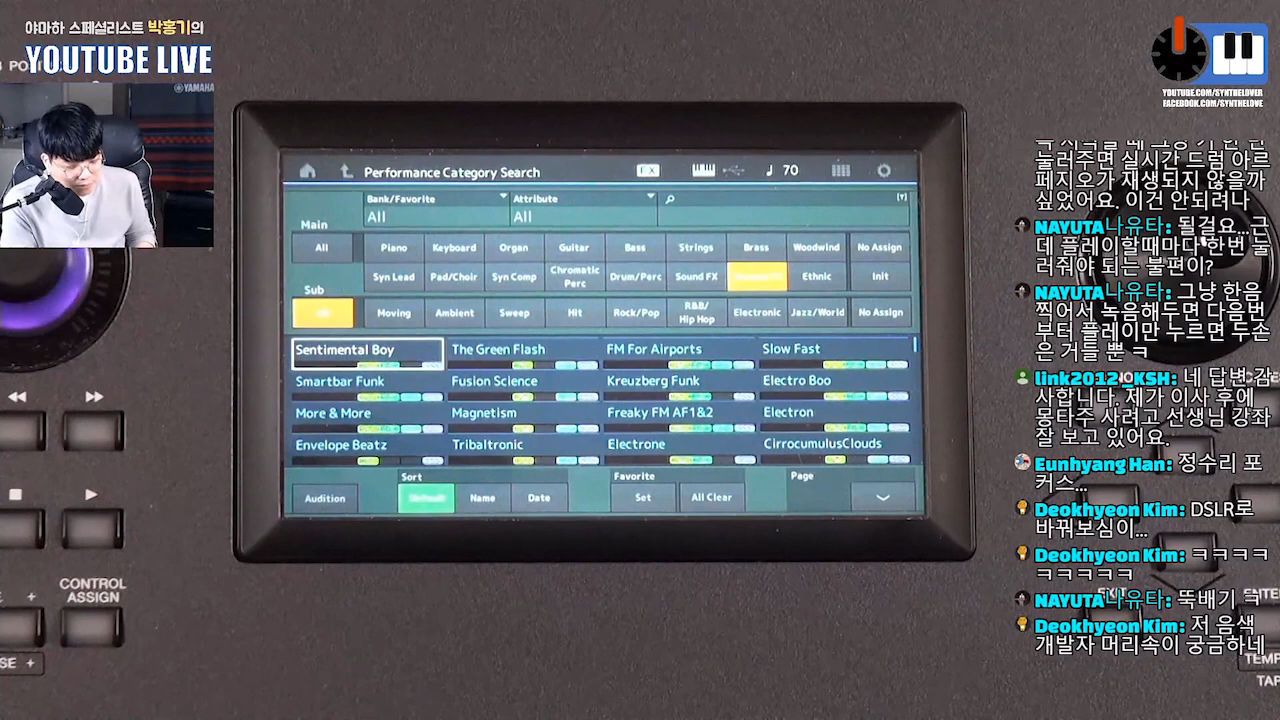 야마하 스페셜리스트 박홍기의
YOUTUBE LIVE
YAMAHA
YOUTUBE.COM/SYNTHELOVER
FACEBOOK.COM/SYNTHELOVE
Performance Category Search
FX
70
Bank/Favorite
Attribute
All
All
Main
All
Piano
Keyboard
Organ
Guitar
Bass
Strings
Brass
Woodwind
No Assign
Syn Lead
Pad/Choir
Syn Comp
Chromatic
Perc
Drum/Perc
Sound FX
Ethnic
Init
Sub
Moving
Ambient
Sweep
Hit
Rock/Pop
R&B/
Hip Hop
Electronic
Jazz/World
No Assign
Sentimental Boy
The Green Flash
FM For Airports
Slow Fast
Smartbar Funk
Fusion Science
Kreuzberg Funk
Electro Boo
More & More
Magnetism
Freaky FM AF1&2
Electron
Envelope Beatz
Tribaltronic
Electrone
CirrocumulusClouds
Sort
Favorite
Page
Audition
Default
Name
Date
Set
All Clear
CONTROL
ASSIGN
눌러주면 실시간 드럼 아르
페지오가 재생되지 않을까
싶었어요. 이건 안되려나
NAYUTA나유타: 될걸요...근
데 플레이할때마다 한번 눌
러줘야 되는 불편이?
NAYUTA나유타: 그냥 한음
찍어서 녹음해두면 다음번
부터 플레이만 누르면 두손
은 거들 뿐 ㅋ
link2012_KSH: 네 답변 감
사합니다. 제가 이사 후에
몽타주 사려고 선생님 강좌
잘 보고 있어요.
Eunhyang Han: 정수리 포
커스...
Deokhyeon Kim: DSLR로
바꿔보심이...
Deokhyeon Kim: ㅋㅋㅋㅋ
ㅋㅋㅋㅋㅋ
NAYUTA나유타: 뚝배기 ㅋ
Deokhyeon Kim: 저 음색
개발자 머리속이 궁금하네